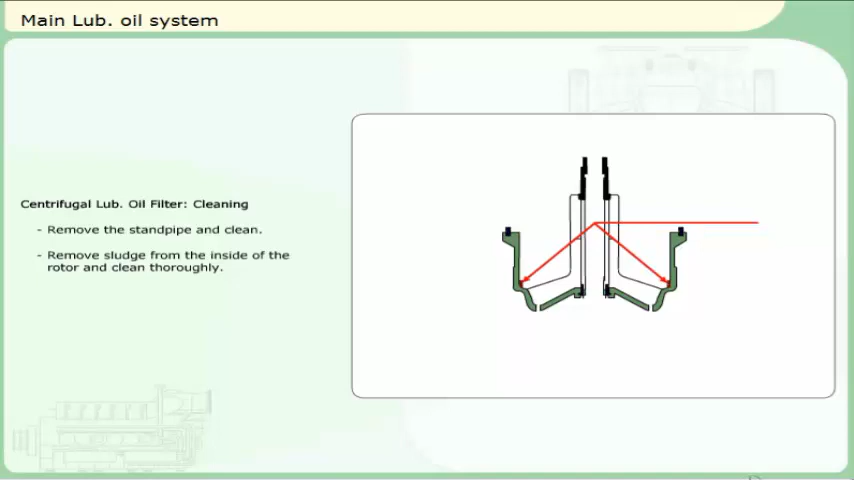 Main Lub. oil system
Centrifugal Lub. Oil Filter: Cleaning
- Remove the standpipe and clean.
- Remove sludge from the inside of the
rotor and clean thoroughly.